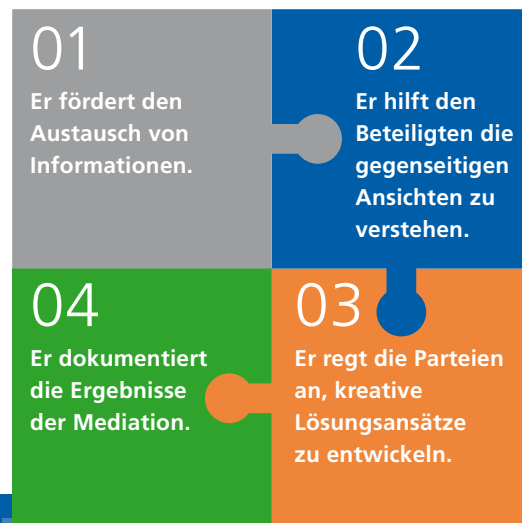 01
Er fördert den
Austausch von
Informationen.
02
Er hilft den
Beteiligten die
gegenseitigen
Ansichten zu
verstehen.
03
Er regt die Parteien
an, kreative
Lösungsansätze
zu entwickeln.
04
Er dokumentiert
die Ergebnisse
der Mediation.